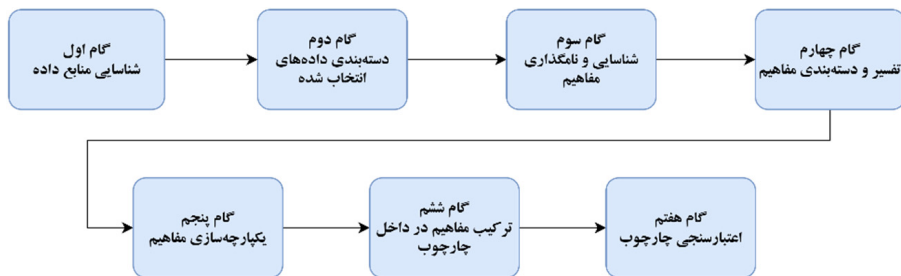 گام اول
شناسایی منابع داده
گام دوم
دسته‌بندی داده‌های
انتخاب شده
گام سوم
شناسایی و نامگذاری
مفاهیم
گام چهارم
تفسیر و دسته‌بندی مفاهیم
گام پنجم
یکپارچه‌سازی مفاهیم
گام ششم
ترکیب مفاهیم در داخل
چارچوب
گام هفتم
اعتبارسنجی چارچوب